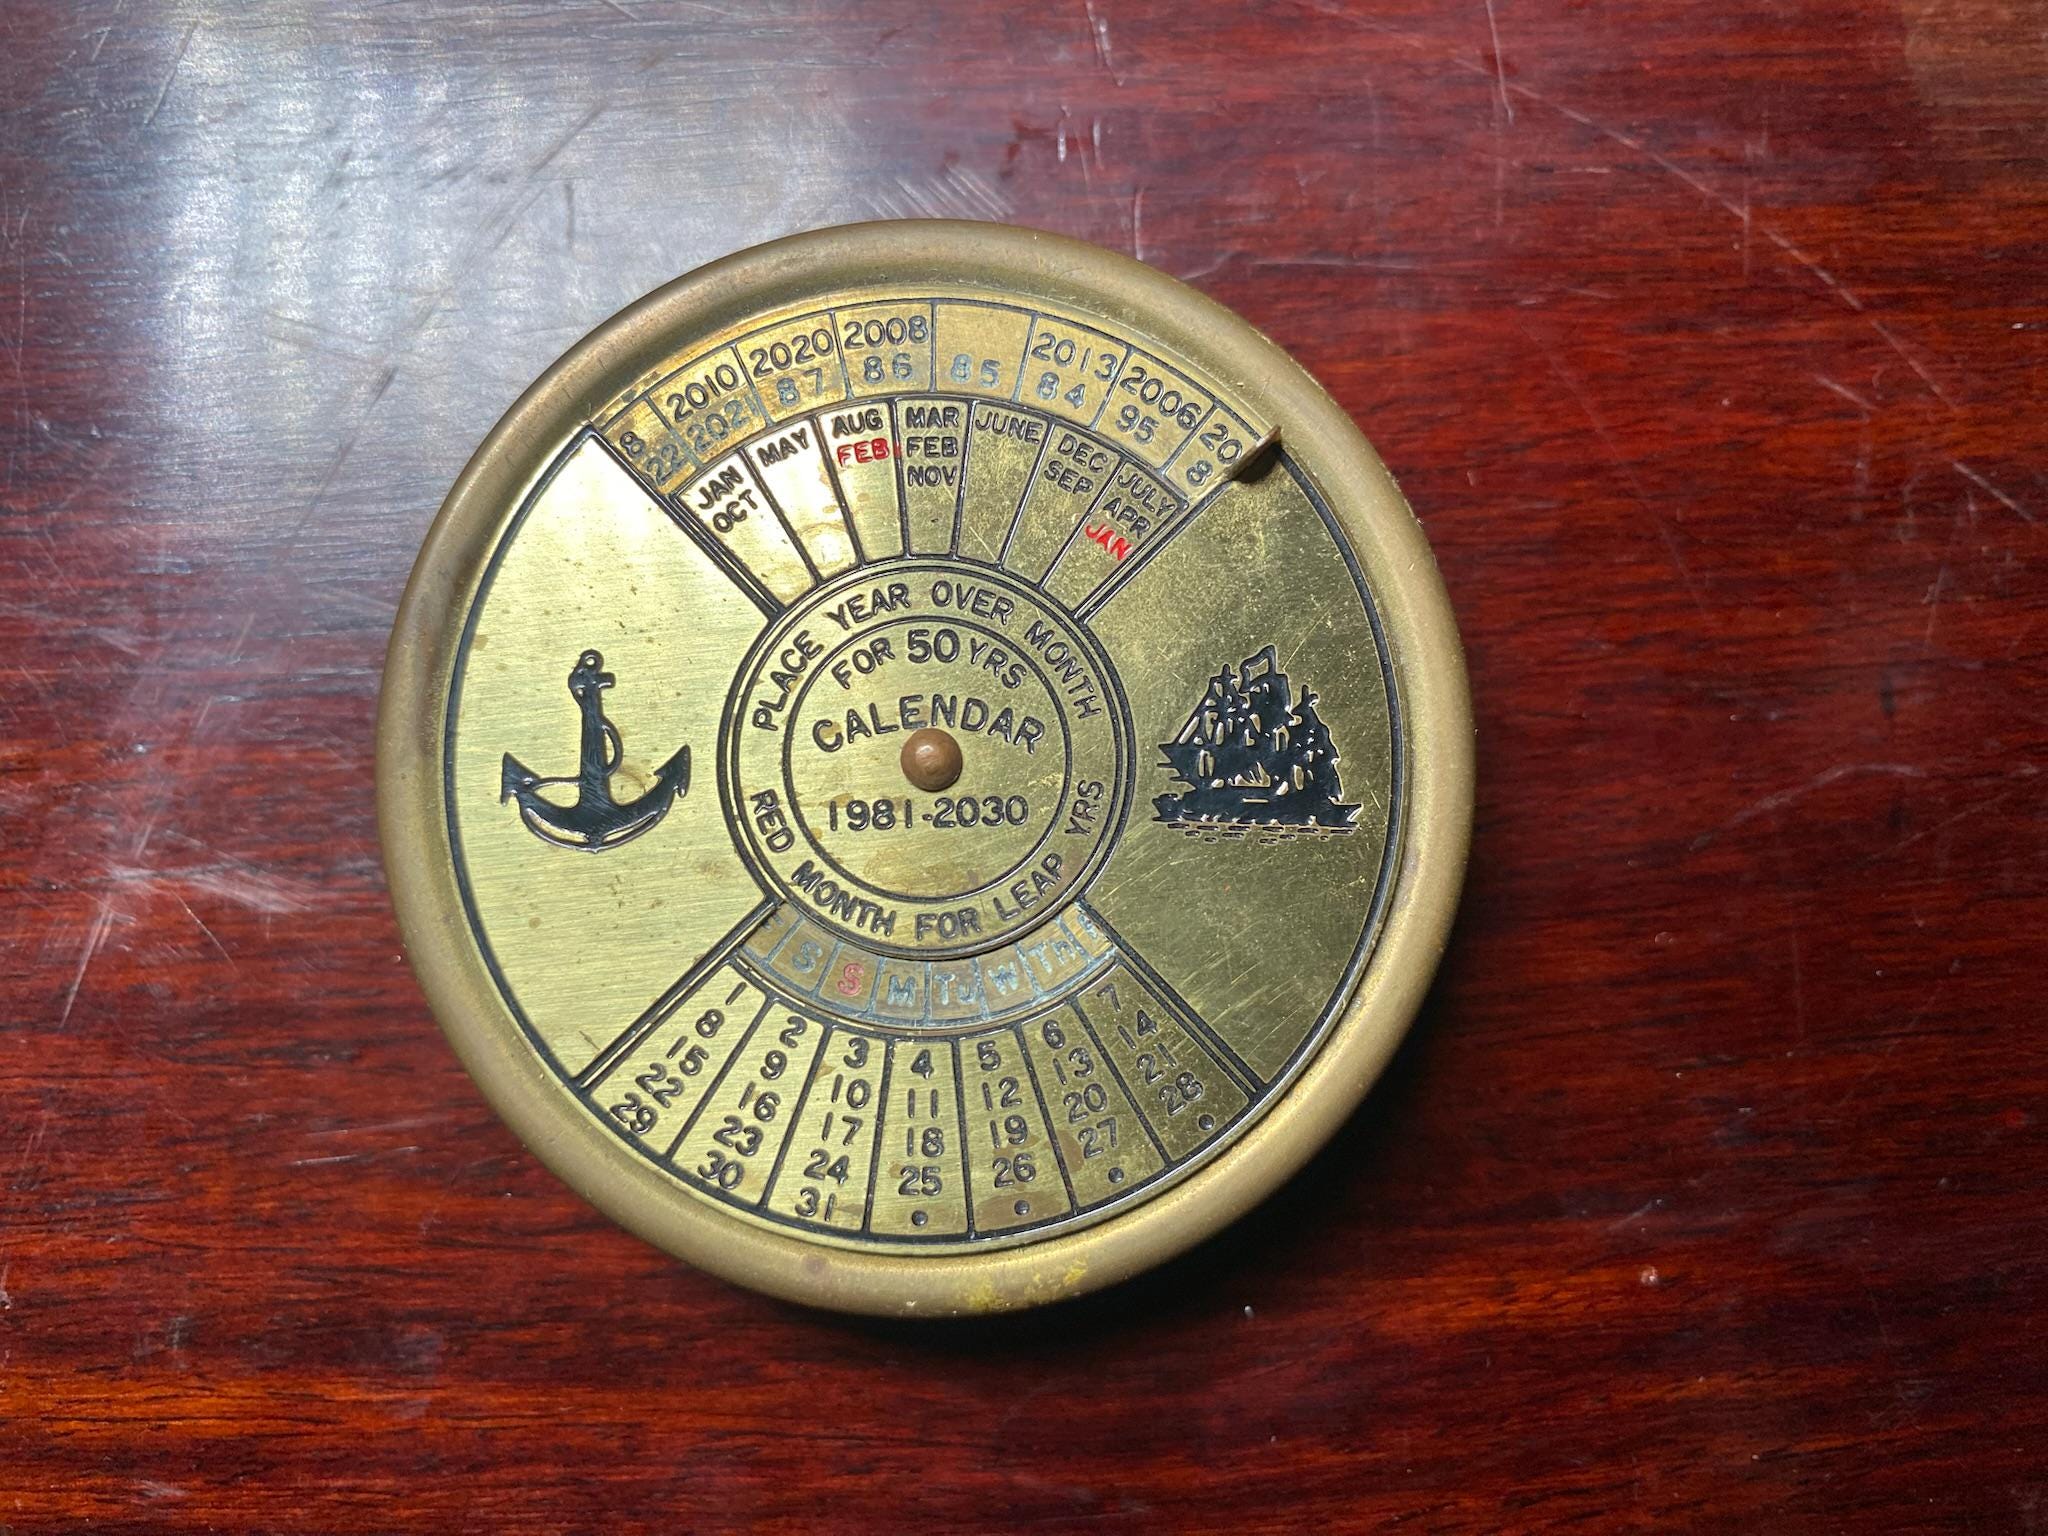 8 2010 2020 2008 2013 2006 20
22 2021 87 86 85 84 95 8
JAN
OCT
MAY
AUG
FEB
MAR
FEB
NOV
JUNE
DEC
SEP
JULY
APR
JAN
PLACE YEAR OVER MONTH
FOR 50 YRS
CALENDAR
1981-2030
RED MONTH FOR LEAP YRS
S S M TU W Th
1 2 3 4 5 6 7
8 9 10 11 12 13 14
15 16 17 18 19 20 21
22 23 24 25 26 27 28
29 30 31